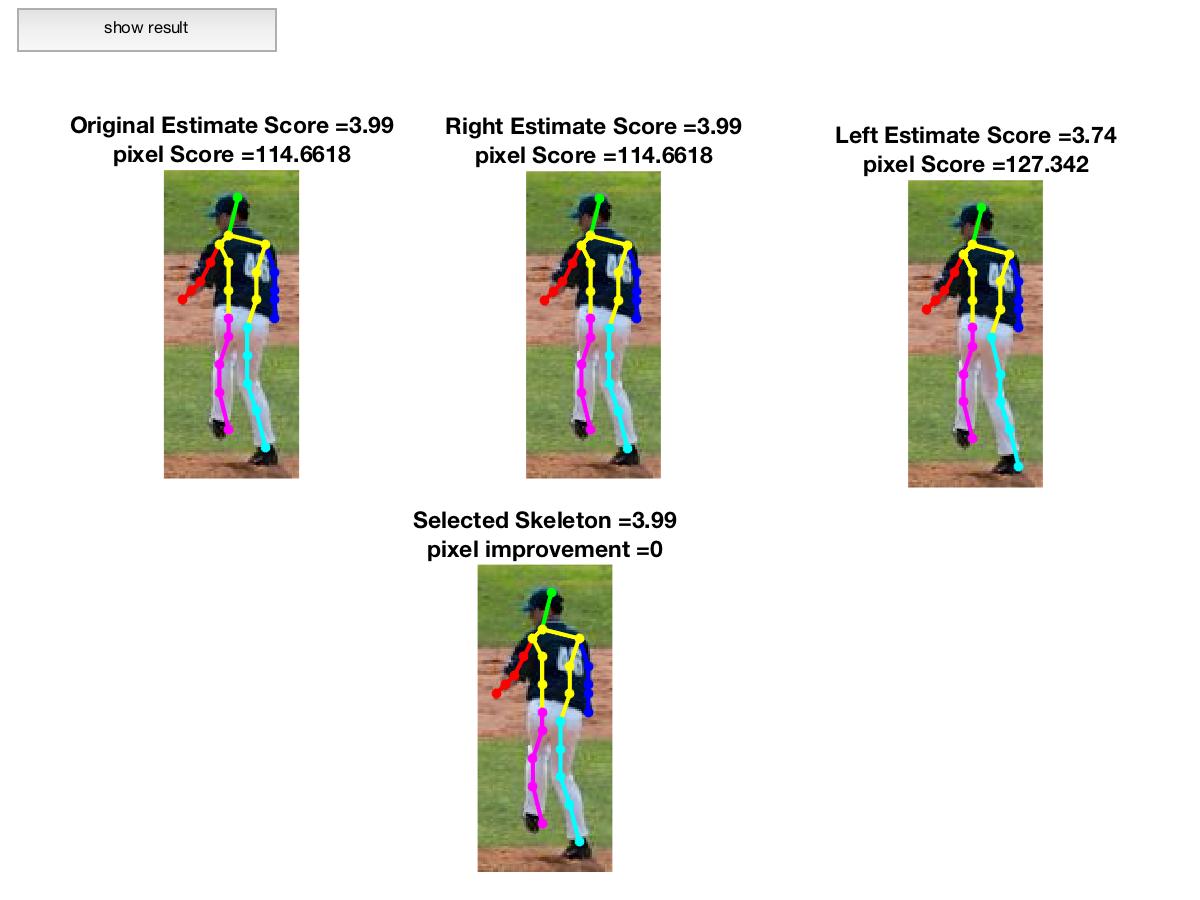 show result
Original Estimate Score =3.99
pixel Score =114.6618
Right Estimate Score =3.99
pixel Score =114.6618
Left Estimate Score =3.74
pixel Score =127.342
Selected Skeleton =3.99
pixel improvement =0